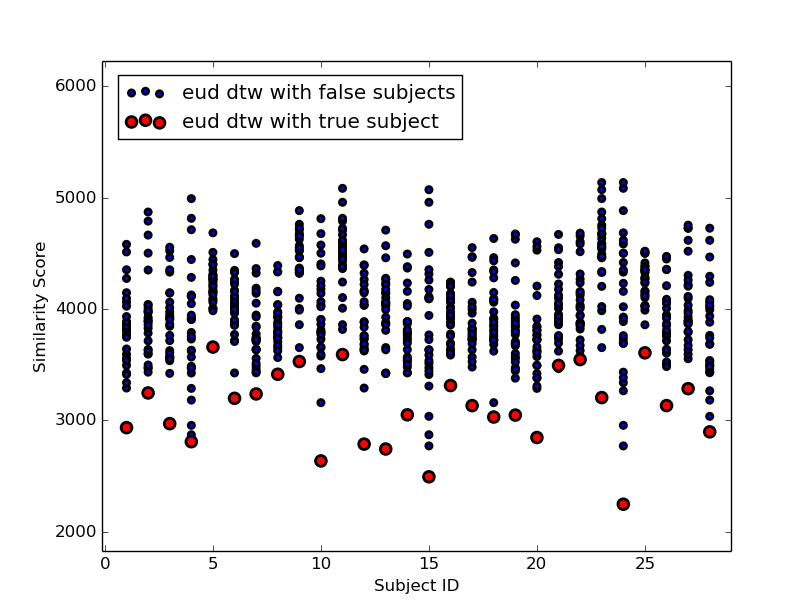 eud dtw with false subjects
eud dtw with true subject
6000
5000
4000
3000
2000
Similarity Score
0 5 10 15 20 25
Subject ID